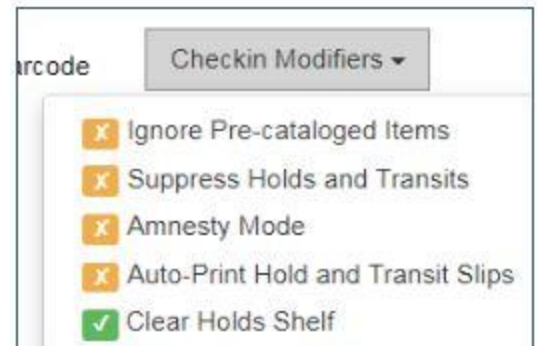 arcode
Checkin Modifiers
Ignore Pre-cataloged Items
Suppress Holds and Transits
Amnesty Mode
Auto-Print Hold and Transit Slips
Clear Holds Shelf